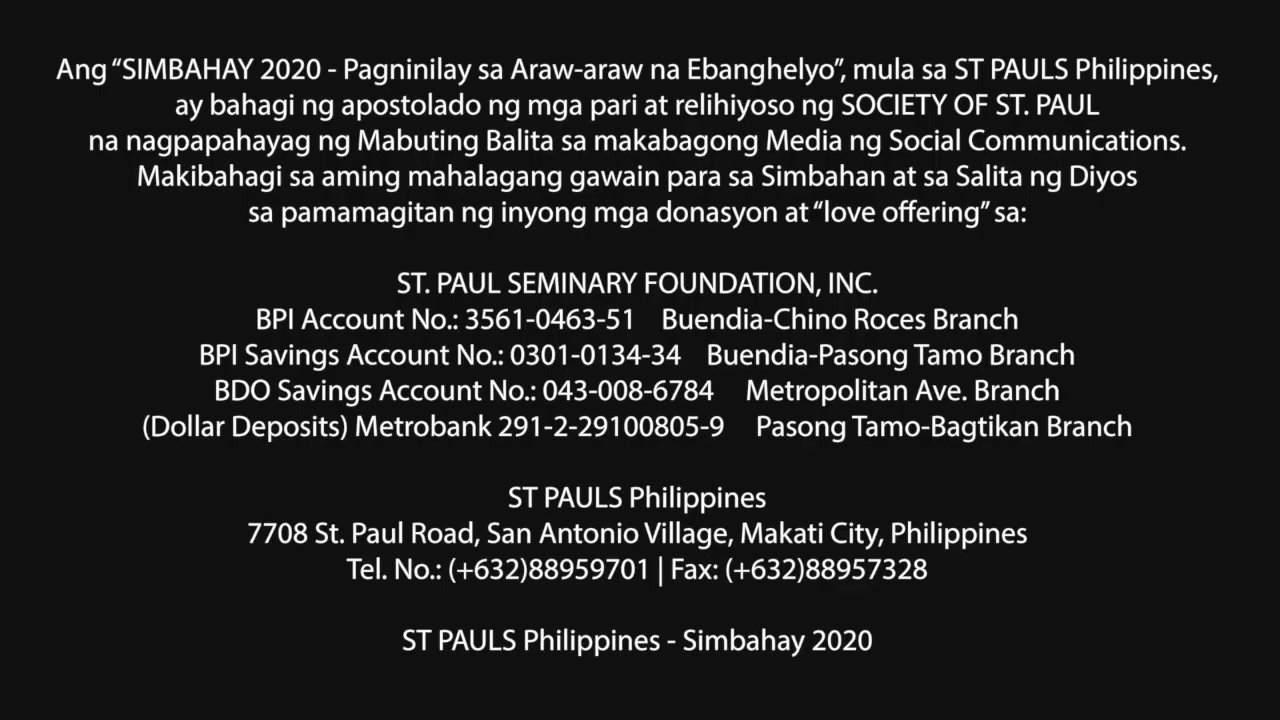 Ang “SIMBAHAY 2020 - Pagninilay sa Araw-araw na Ebanghelyo”, mula sa ST PAULS Philippines,
ay bahagi ng apostolado ng mga pari at relihiyoso ng SOCIETY OF ST. PAUL
na nagpapahayag ng Mabuting Balita sa makabagong Media ng Social Communications.
Makibahagi sa aming mahalagang gawain para sa Simbahan at sa Salita ng Diyos
sa pamamagitan ng inyong mga donasyon at “love offering” sa:
ST. PAUL SEMINARY FOUNDATION, INC.
BPI Account No.: 3561-0463-51 Buendia-Chino Roces Branch
BPI Savings Account No.: 0301-0134-34 Buendia-Pasong Tamo Branch
BDO Savings Account No.: 043-008-6784 Metropolitan Ave. Branch
(Dollar Deposits) Metrobank 291-2-29100805-9 Pasong Tamo-Bagtikan Branch
ST PAULS Philippines
7708 St. Paul Road, San Antonio Village, Makati City, Philippines
Tel. No.: (+632)88959701 | Fax: (+632)88957328
ST PAULS Philippines - Simbahay 2020